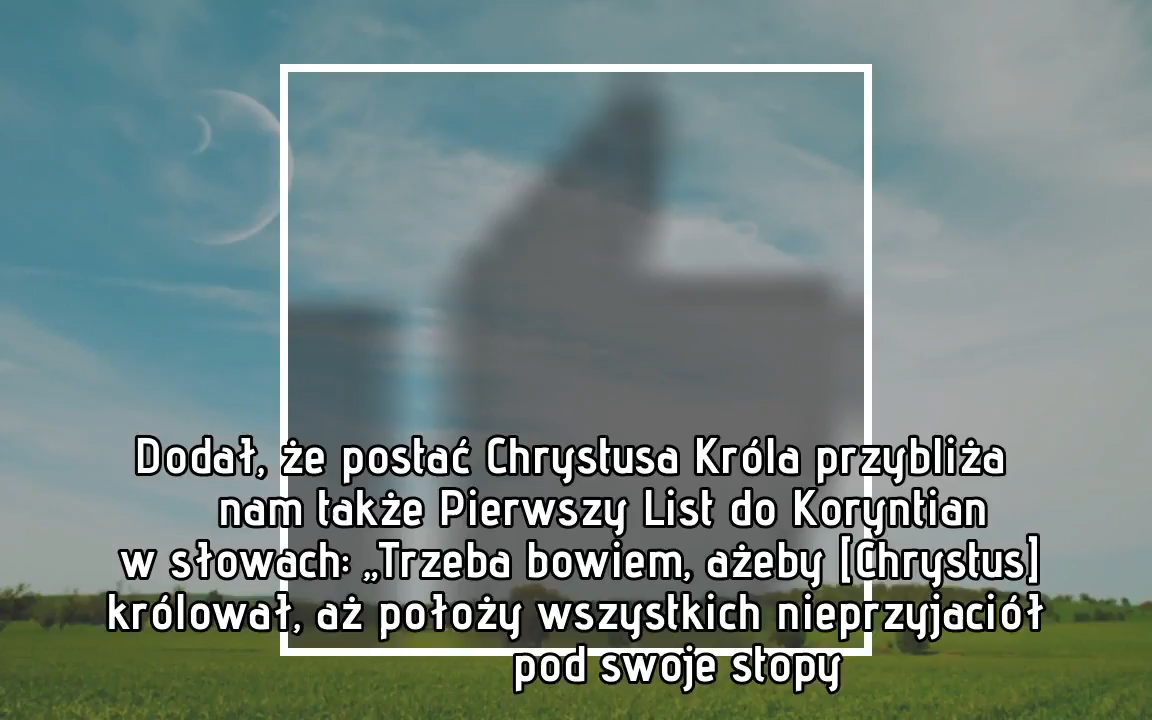 Dodał, że postać Chrystusa Króla przybliża
nam także Pierwszy List do Koryntian
w słowach: „Trzeba bowiem, ażeby [Chrystus]
królował, aż położy wszystkich nieprzyjaciół
pod swoje stopy